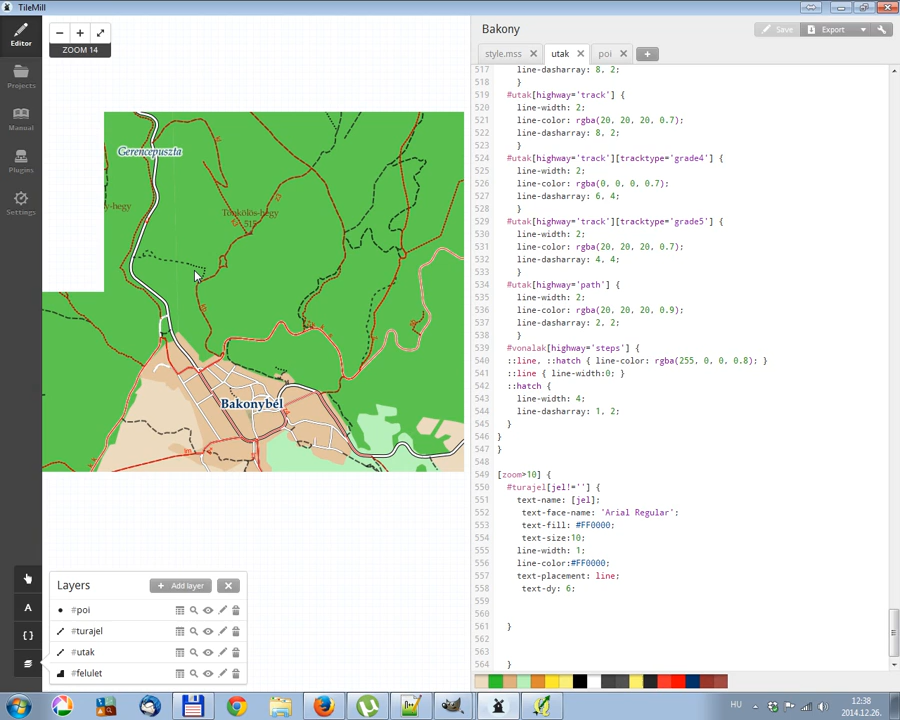 TileMill
Editor
Projects
Manual
Plugins
Settings
ZOOM 14
Gerencepuszta
y-hegy
Tönkölös-hegy
515
Bakonybél
Layers
Add layer
#poi
#turajel
#utak
#felulet
Bakony
Save
Export
style.mss
utak
poi
517 line-dasharray: 8, 2;
518 }
519 #utak[highway='track'] {
520 line-width: 2;
521 line-color: rgba(20, 20, 20, 0.7);
522 line-dasharray: 8, 2;
523 }
524 #utak[highway='track'][tracktype='grade4'] {
525 line-width: 2;
526 line-color: rgba(0, 0, 0, 0.7);
527 line-dasharray: 6, 4;
528 }
529 #utak[highway='track'][tracktype='grade5'] {
530 line-width: 2;
531 line-color: rgba(20, 20, 20, 0.7);
532 line-dasharray: 4, 4;
533 }
534 #utak[highway='path'] {
535 line-width: 2;
536 line-color: rgba(20, 20, 20, 0.9);
537 line-dasharray: 2, 2;
538 }
539 #vonalak[highway='steps'] {
540 ::line, ::hatch { line-color: rgba(255, 0, 0, 0.8); }
541 ::line { line-width:0; }
542 ::hatch {
543 line-width: 4;
544 line-dasharray: 1, 2;
545 }
546 }
547 }
548
549 [zoom>10] {
550 #turajel[jel!=''] {
551 text-name: [jel];
552 text-face-name: 'Arial Regular';
553 text-fill: #FF0000;
554 text-size:10;
555 line-width: 1;
556 line-color:#FF0000;
557 text-placement: line;
558 text-dy: 6;
559
560
561 }
562
563
564 }
HU
12:38
2014.12.26.